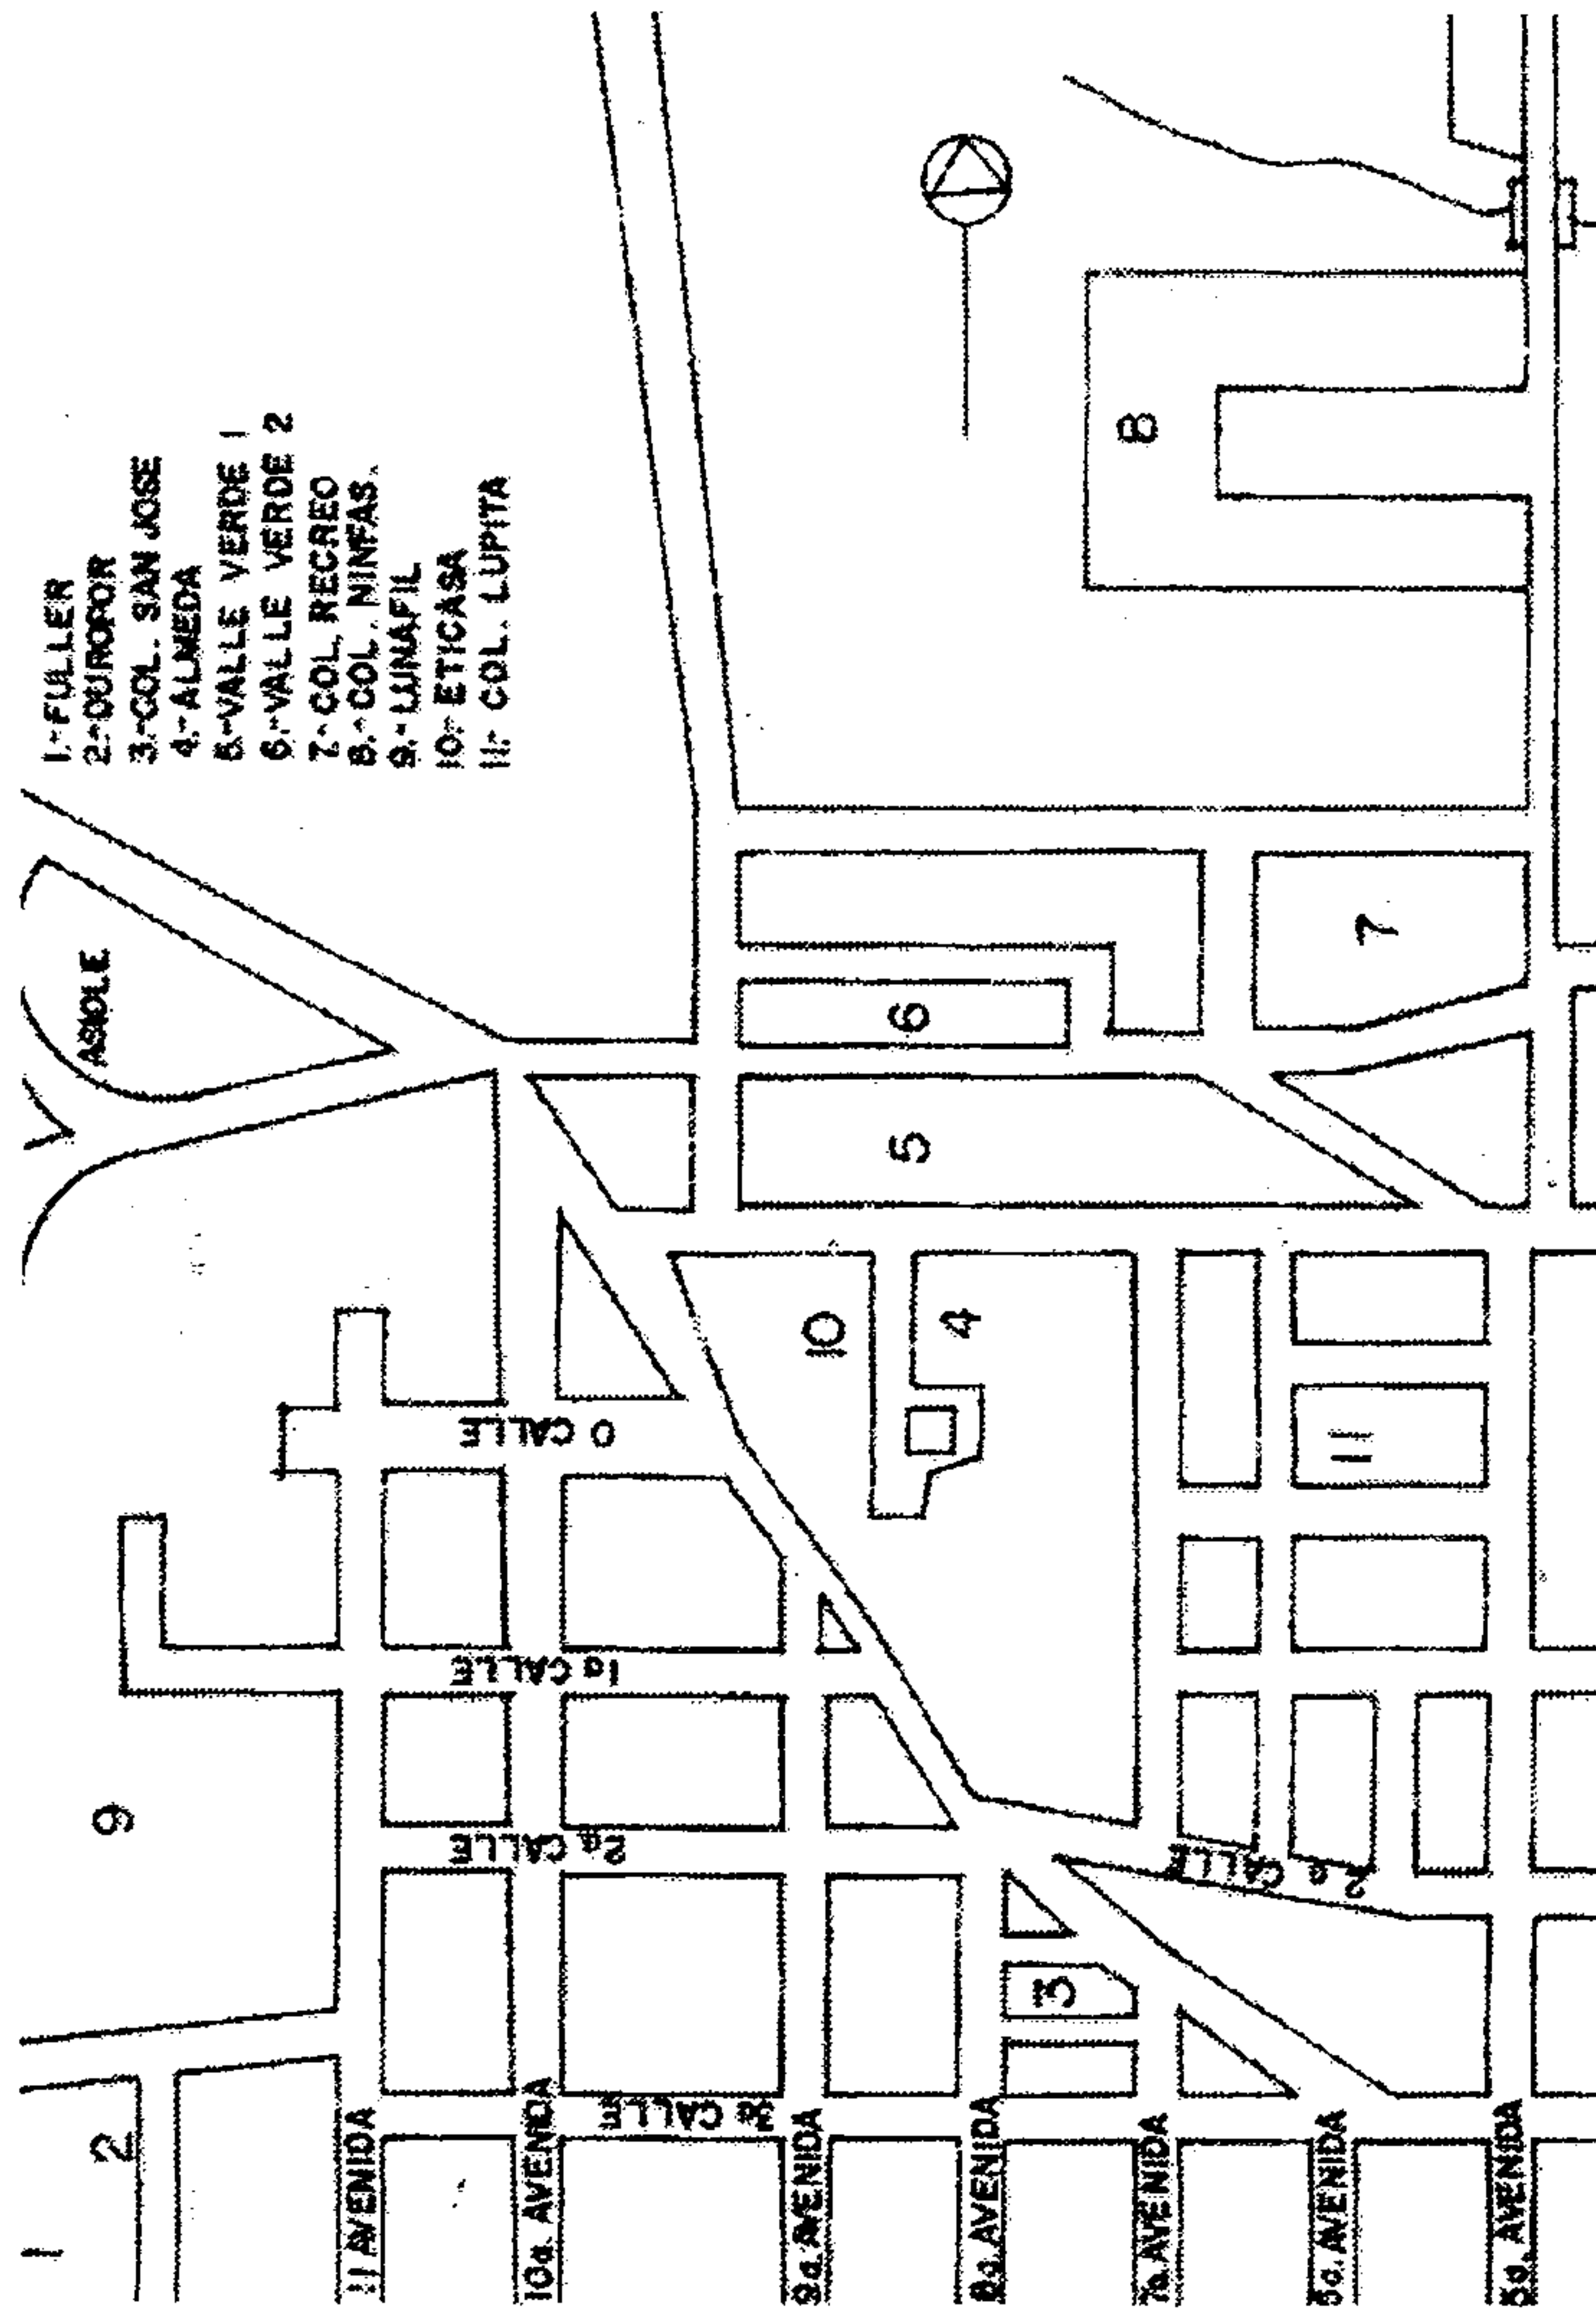 1.-FULLER
2.-DUROPOR
3.-COL. SAN JOSE
4.-ALMEDA
5.-VALLE VERDE 1
6.-VALLE VERDE 2
7.-COL. RECREO
8.-COL. NINFAS.
9.-LUNAFIL
10.-ETICASA
11.- COL. LUPITA
ASIOLE
8
7
6
5
10
4
11
0 CALLE
1a CALLE
9
2a CALLE
2a CALLE
3
3a CALLE
2
1
11 AVENIDA
10a. AVENIDA
9a. AVENIDA
8a. AVENIDA
7a. AVENIDA
6a. AVENIDA
5a. AVENIDA